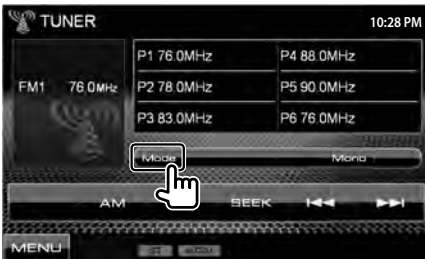 TUNER 10:28 PM
P1 76.0MHz P4 88.0MHz
FM1 76.0MHz P2 78.0MHz P5 90.0MHz
P3 83.0MHz P6 76.0MHz
Mode Mono
AM SEEK
MENU ST